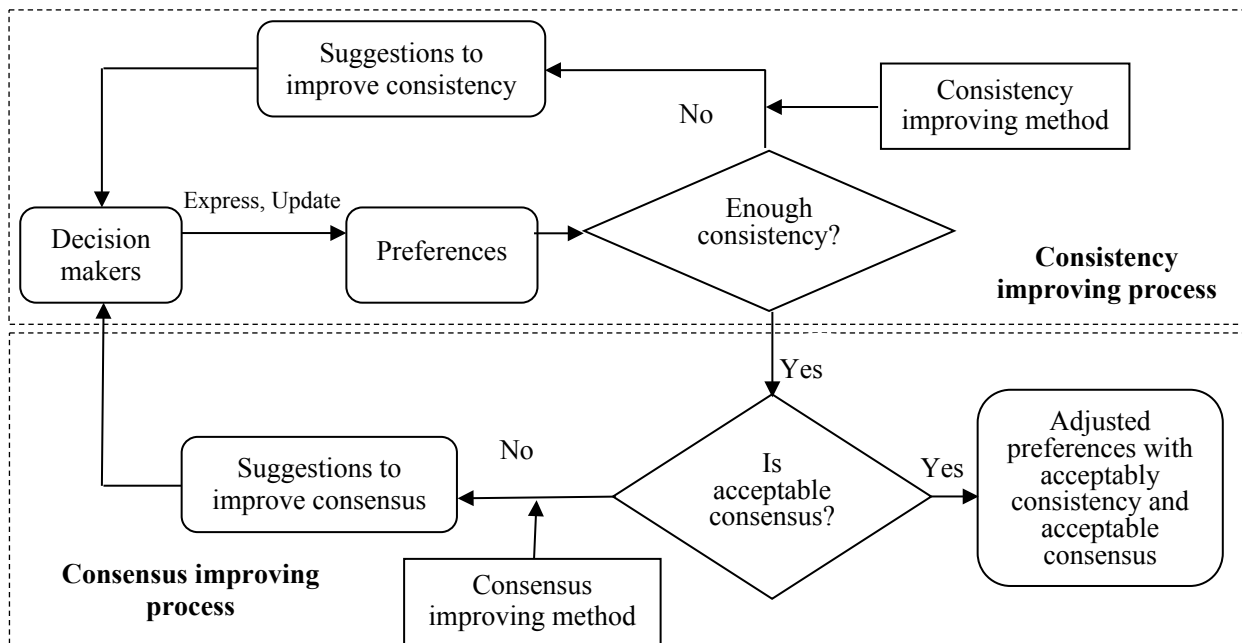 Suggestions to
improve consistency
No
Consistency
improving method
Express, Update
Decision
makers
Preferences
Enough
consistency?
Consistency
improving process
Yes
Suggestions to
improve consensus
No
Is
acceptable
consensus?
Yes
Adjusted
preferences with
acceptably
consistency and
acceptable
consensus
Consensus improving
process
Consensus
improving method